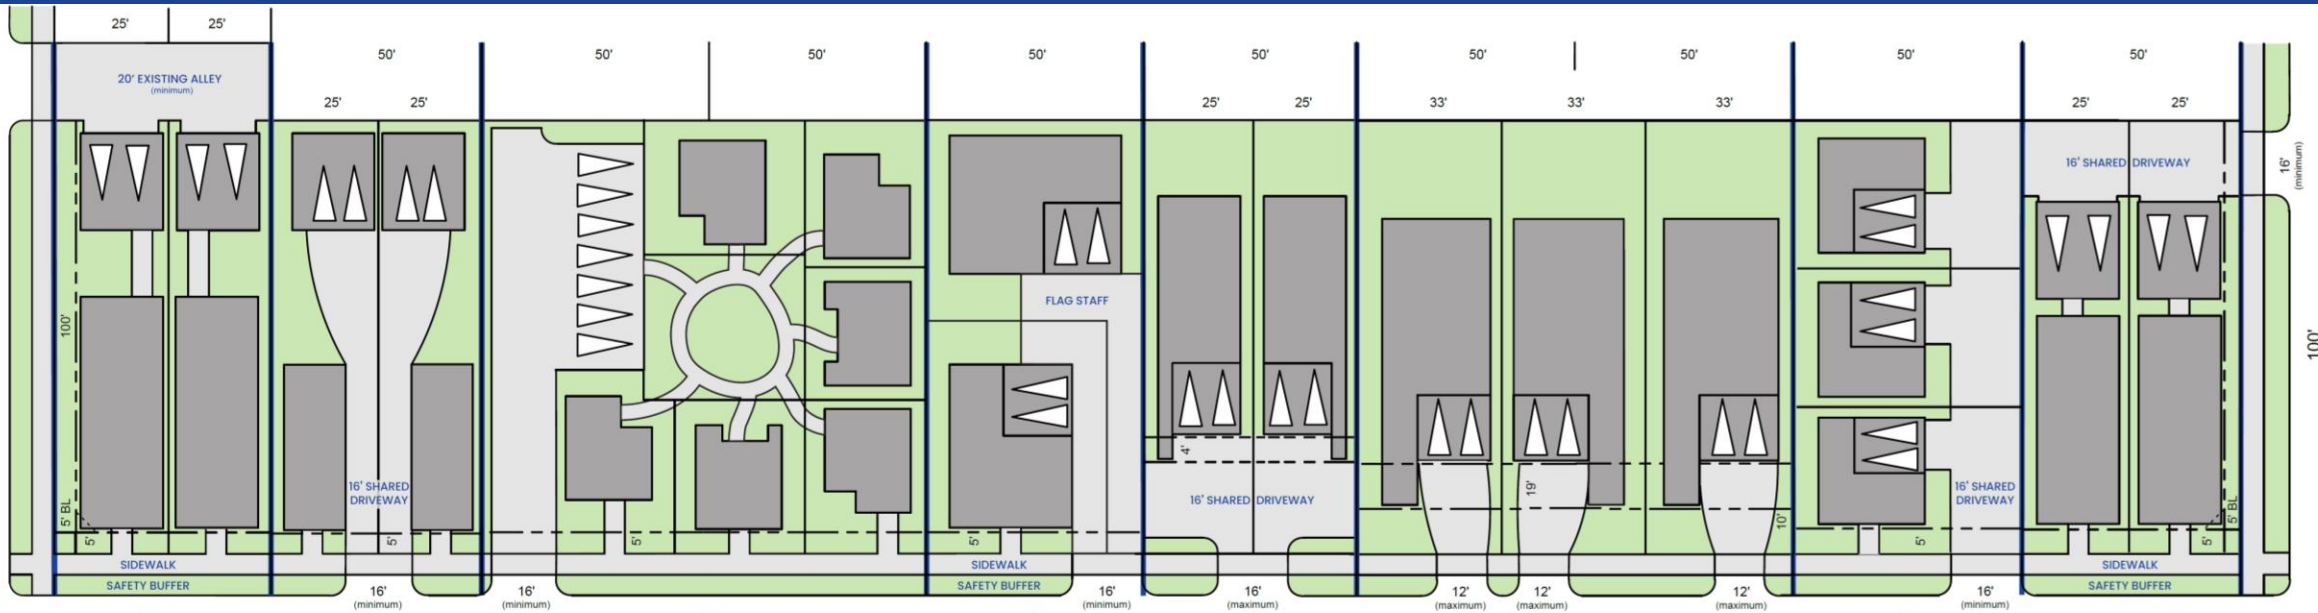 25' 25'
50' 50' 50' 50' 50' 50' 50' 50' 50'
20' EXISTING ALLEY
(minimum)
25' 25' 25' 25' 33' 33' 33' 25' 25'
16' SHARED DRIVEWAY
16'
(minimum)
FLAG STAFF
100'
100'
4'
16' SHARED
DRIVEWAY
16' SHARED DRIVEWAY
19'
16' SHARED
DRIVEWAY
5' BL
10'
5' BL
5' 5' 5' 5' 5' 5'
SIDEWALK SIDEWALK SIDEWALK
SAFETY BUFFER SAFETY BUFFER SAFETY BUFFER
16' 16' 16' 16' 12' 12' 12' 16'
(minimum) (minimum) (minimum) (maximum) (maximum) (maximum) (maximum) (minimum)